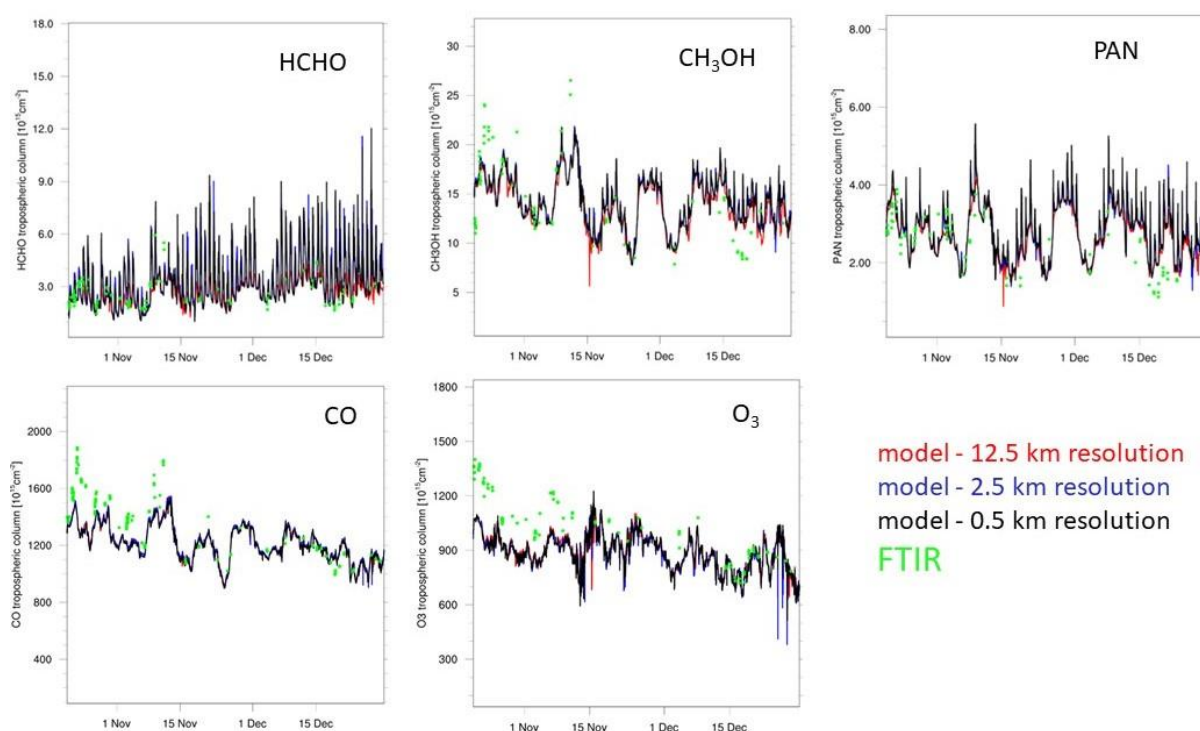 HCHO
HCHO tropospheric column [10¹⁵cm⁻²]
18.0
15.0
12.0
9.0
6.0
3.0
1 Nov 15 Nov 1 Dec 15 Dec
CH₃OH
CH3OH tropospheric column [10¹⁵cm⁻²]
30
25
20
15
10
5
1 Nov 15 Nov 1 Dec 15 Dec
PAN
PAN tropospheric column [10¹⁵cm⁻²]
8.00
6.00
4.00
2.00
1 Nov 15 Nov 1 Dec 15 Dec
CO
CO tropospheric column [10¹⁵cm⁻²]
2000
1600
1200
800
400
1 Nov 15 Nov 1 Dec 15 Dec
O₃
O3 tropospheric column [10¹⁵cm⁻²]
1800
1500
1200
900
600
300
1 Nov 15 Nov 1 Dec 15 Dec
model - 12.5 km resolution
model - 2.5 km resolution
model - 0.5 km resolution
FTIR